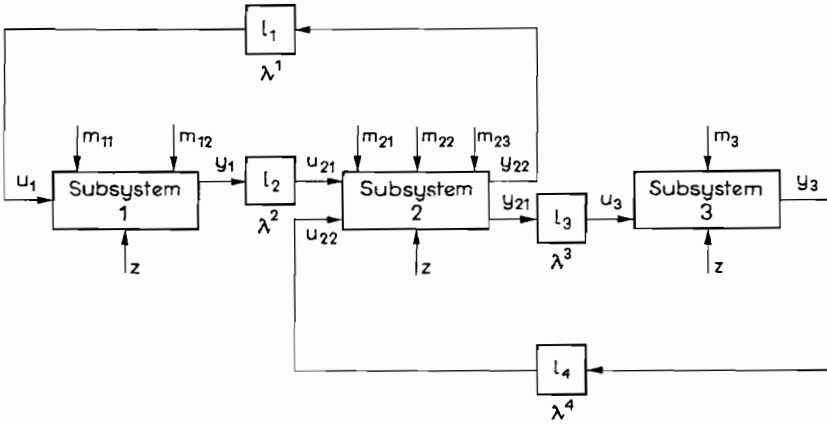 l₁
λ¹
m₁₁
m₁₂
m₂₁
m₂₂
m₂₃
m₃
u₁
Subsystem
1
y₁
l₂
λ²
u₂₁
u₂₂
Subsystem
2
y₂₂
y₂₁
l₃
λ³
u₃
Subsystem
3
y₃
z
z
z
l₄
λ⁴